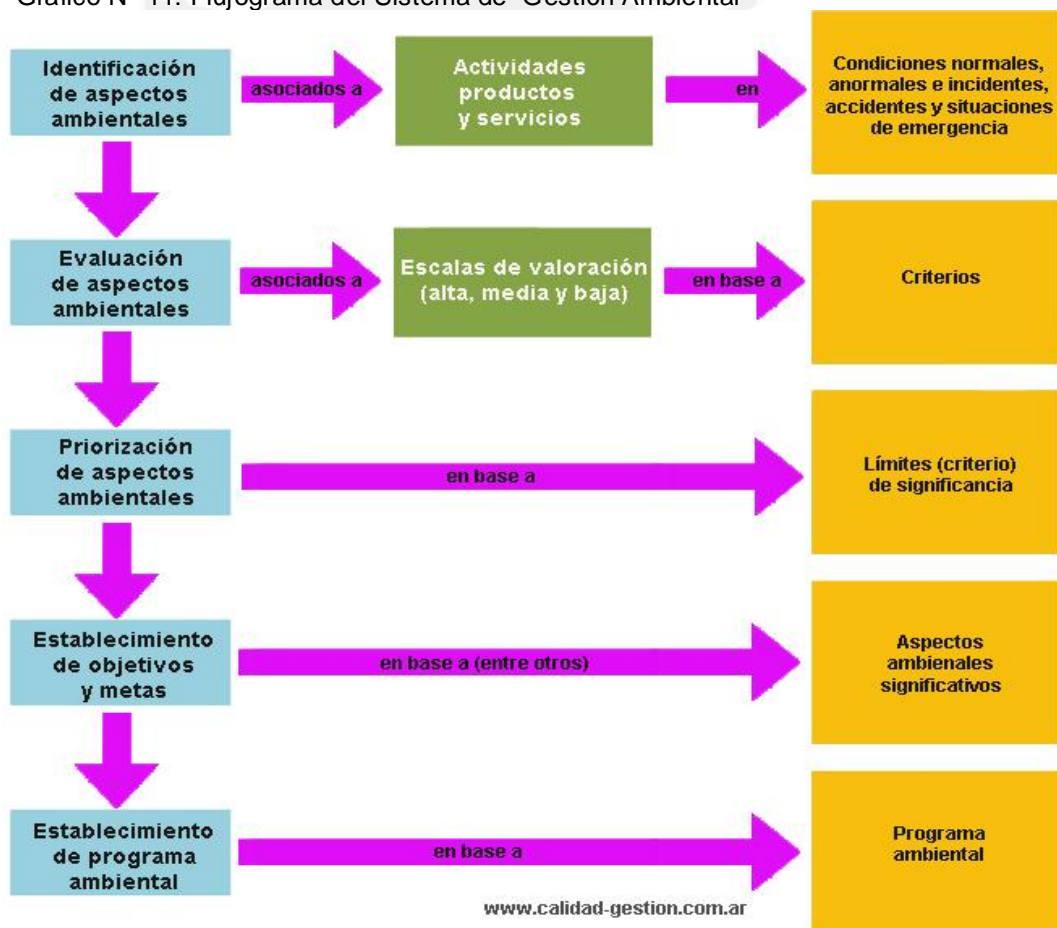 Gráfico N° 11. Flujograma del Sistema de Gestión Ambiental
Identificación
de aspectos
ambientales
asociados a
Actividades
productos
y servicios
en
Condiciones normales,
anormales e incidentes,
accidentes y situaciones
de emergencia
Evaluación
de aspectos
ambientales
asociados a
Escalas de valoración
(alta, media y baja)
en base a
Criterios
Priorización
de aspectos
ambientales
en base a
Límites (criterio)
de significancia
Establecimiento
de objetivos
y metas
en base a (entre otros)
Aspectos
ambienales
significativos
Establecimiento
de programa
ambiental
en base a
Programa
ambiental
www.calidad-gestion.com.ar